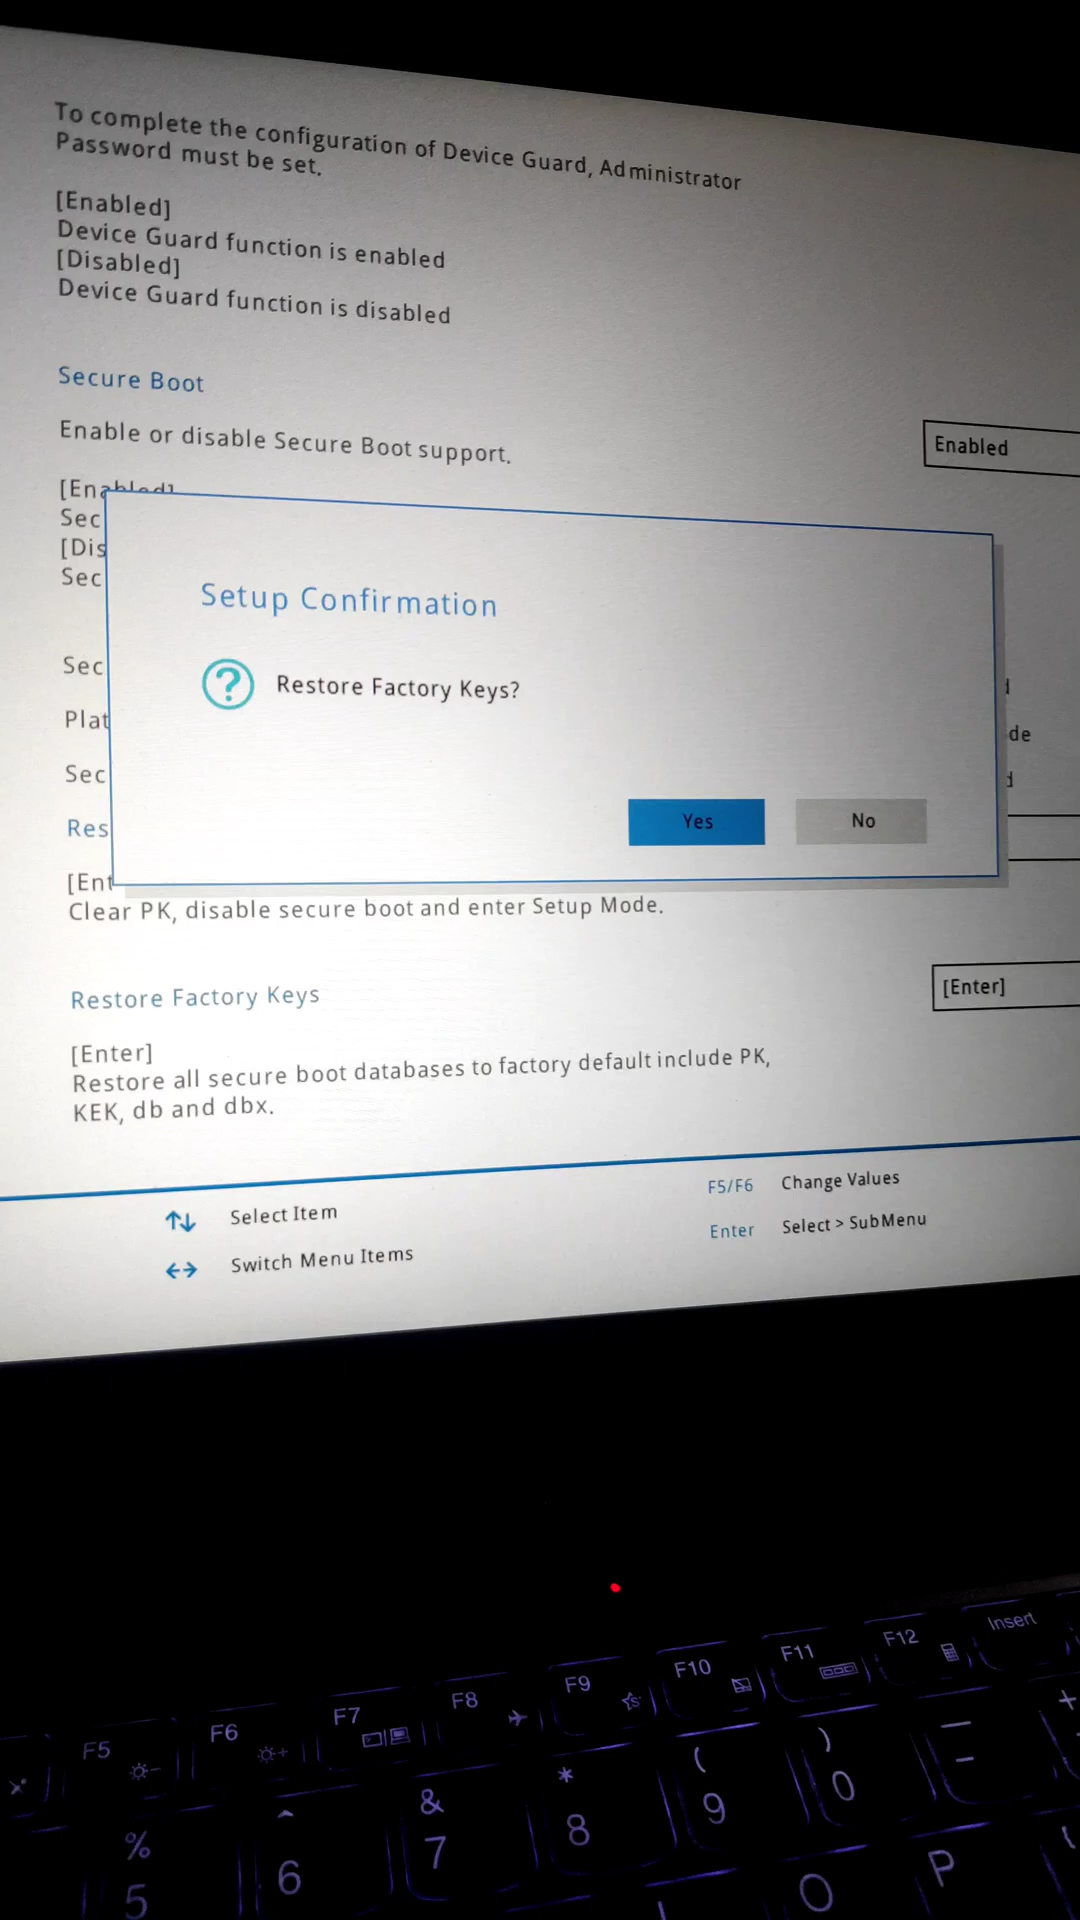 To complete the configuration of Device Guard, Administrator
Password must be set.
[Enabled]
Device Guard function is enabled
[Disabled]
Device Guard function is disabled
Secure Boot
Enable or disable Secure Boot support.
Enabled
[Enabled]
Sec
[Dis
Sec
Setup Confirmation
Sec
? Restore Factory Keys?
Plat
de
Sec
d
Res
Yes No
[Ent
Clear PK, disable secure boot and enter Setup Mode.
Restore Factory Keys
[Enter]
[Enter]
Restore all secure boot databases to factory default include PK,
KEK, db and dbx.
↑↓ Select Item
F5/F6 Change Values
←→ Switch Menu Items
Enter Select > SubMenu
F5 F6 F7 F8 F9 F10 F11 F12 Insert
% ^ & * ( ) — +
5 6 7 8 9 0 -
O P